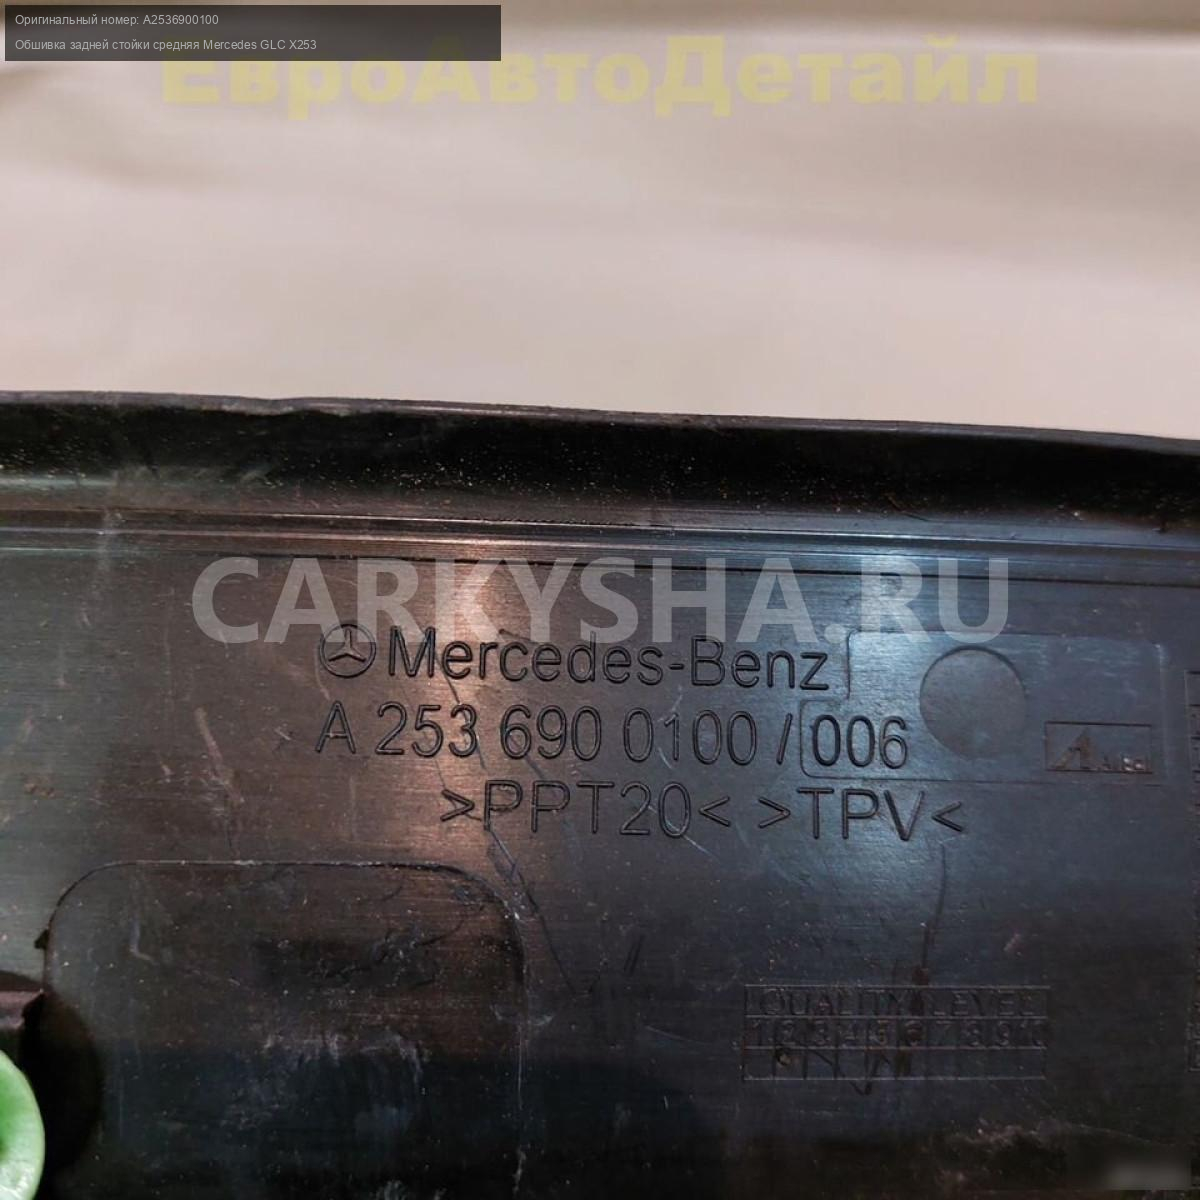 Оригинальный номер: A2536900100
Обшивка задней стойки средняя Mercedes GLC X253
ЕвроАвтоДетайл
CARKYSHA.RU
Mercedes-Benz
A 253 690 0100 / 006
>PPT20< >TPV<
QUALITY LEVEL